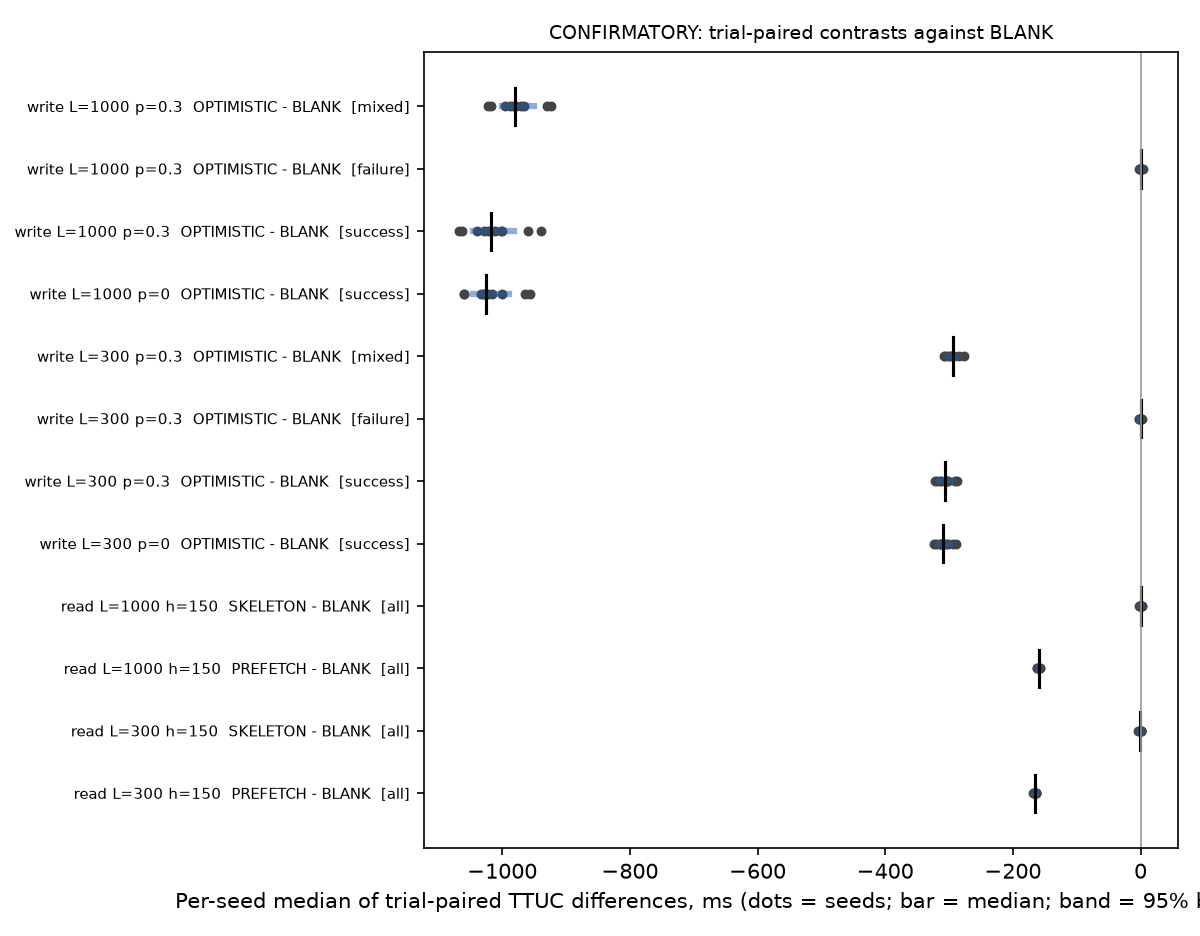 CONFIRMATORY: trial-paired contrasts against BLANK
write L=1000 p=0.3  OPTIMISTIC - BLANK  [mixed]
write L=1000 p=0.3  OPTIMISTIC - BLANK  [failure]
write L=1000 p=0.3  OPTIMISTIC - BLANK  [success]
write L=1000 p=0  OPTIMISTIC - BLANK  [success]
write L=300 p=0.3  OPTIMISTIC - BLANK  [mixed]
write L=300 p=0.3  OPTIMISTIC - BLANK  [failure]
write L=300 p=0.3  OPTIMISTIC - BLANK  [success]
write L=300 p=0  OPTIMISTIC - BLANK  [success]
read L=1000 h=150  SKELETON - BLANK  [all]
read L=1000 h=150  PREFETCH - BLANK  [all]
read L=300 h=150  SKELETON - BLANK  [all]
read L=300 h=150  PREFETCH - BLANK  [all]
−1000 −800 −600 −400 −200 0
Per-seed median of trial-paired TTUC differences, ms (dots = seeds; bar = median; band = 95%